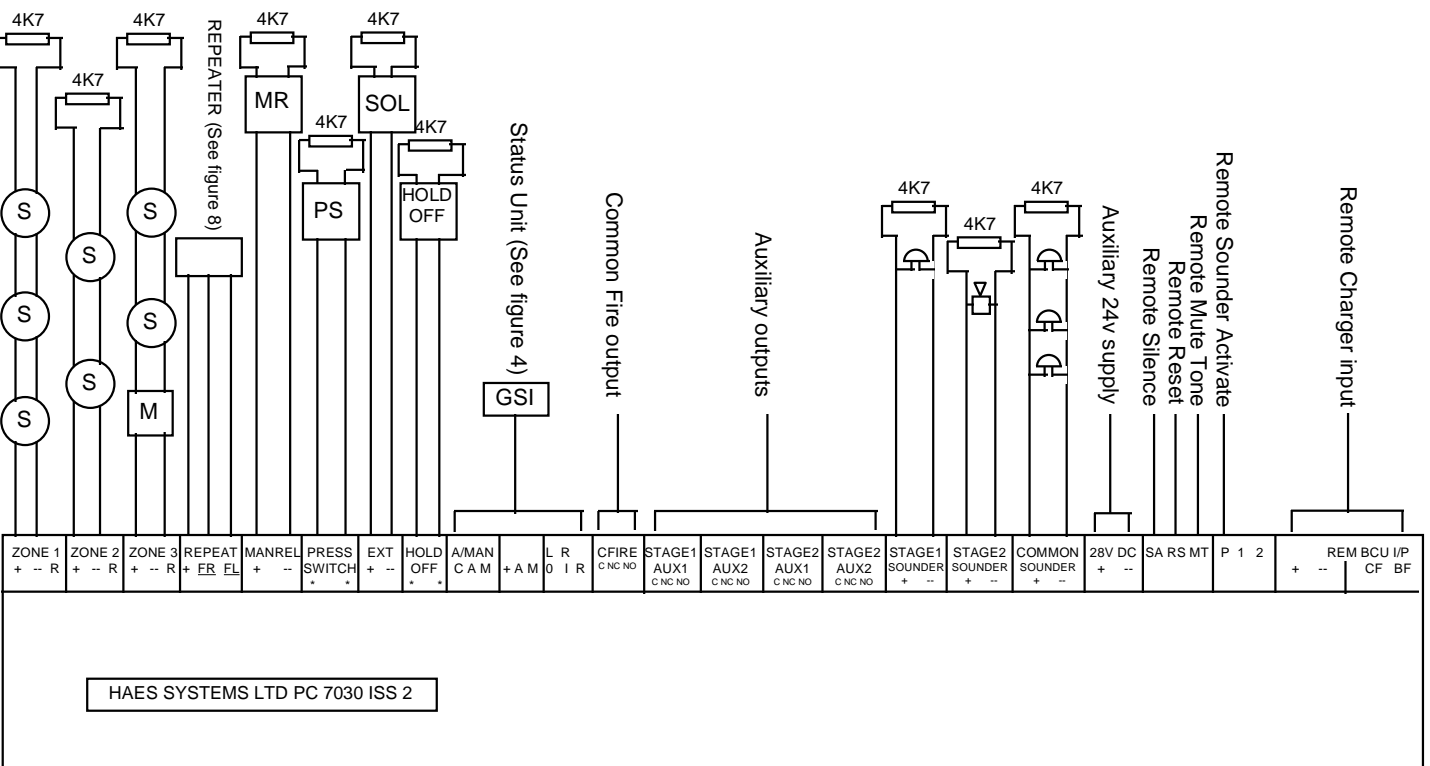 4K7
4K7
4K7
4K7
4K7
4K7
4K7
4K7
4K7
4K7
REPEATER (See figure 8)
MR
SOL
PS
HOLD
OFF
S
S
S
S
S
S
S
M
Status Unit (See figure 4)
GSI
Common Fire output
Auxiliary outputs
Auxiliary 24v supply
Remote Silence
Remote Reset
Remote Mute Tone
Remote Sounder Activate
Remote Charger input
ZONE 1
+ -- R
ZONE 2
+ -- R
ZONE 3
+ -- R
REPEAT
+ FR FL
MANREL
+ --
PRESS
SWITCH
* *
EXT
+ --
HOLD
OFF
* *
A/MAN
C A M
+ A M
L R
0 I R
CFIRE
C NC NO
STAGE1
AUX1
C NC NO
STAGE1
AUX2
C NC NO
STAGE2
AUX1
C NC NO
STAGE2
AUX2
C NC NO
STAGE1
SOUNDER
+ --
STAGE2
SOUNDER
+ --
COMMON
SOUNDER
+ --
28V DC
+ --
SA RS MT
P 1 2
REM BCU I/P
+ -- CF BF
HAES SYSTEMS LTD PC 7030 ISS 2